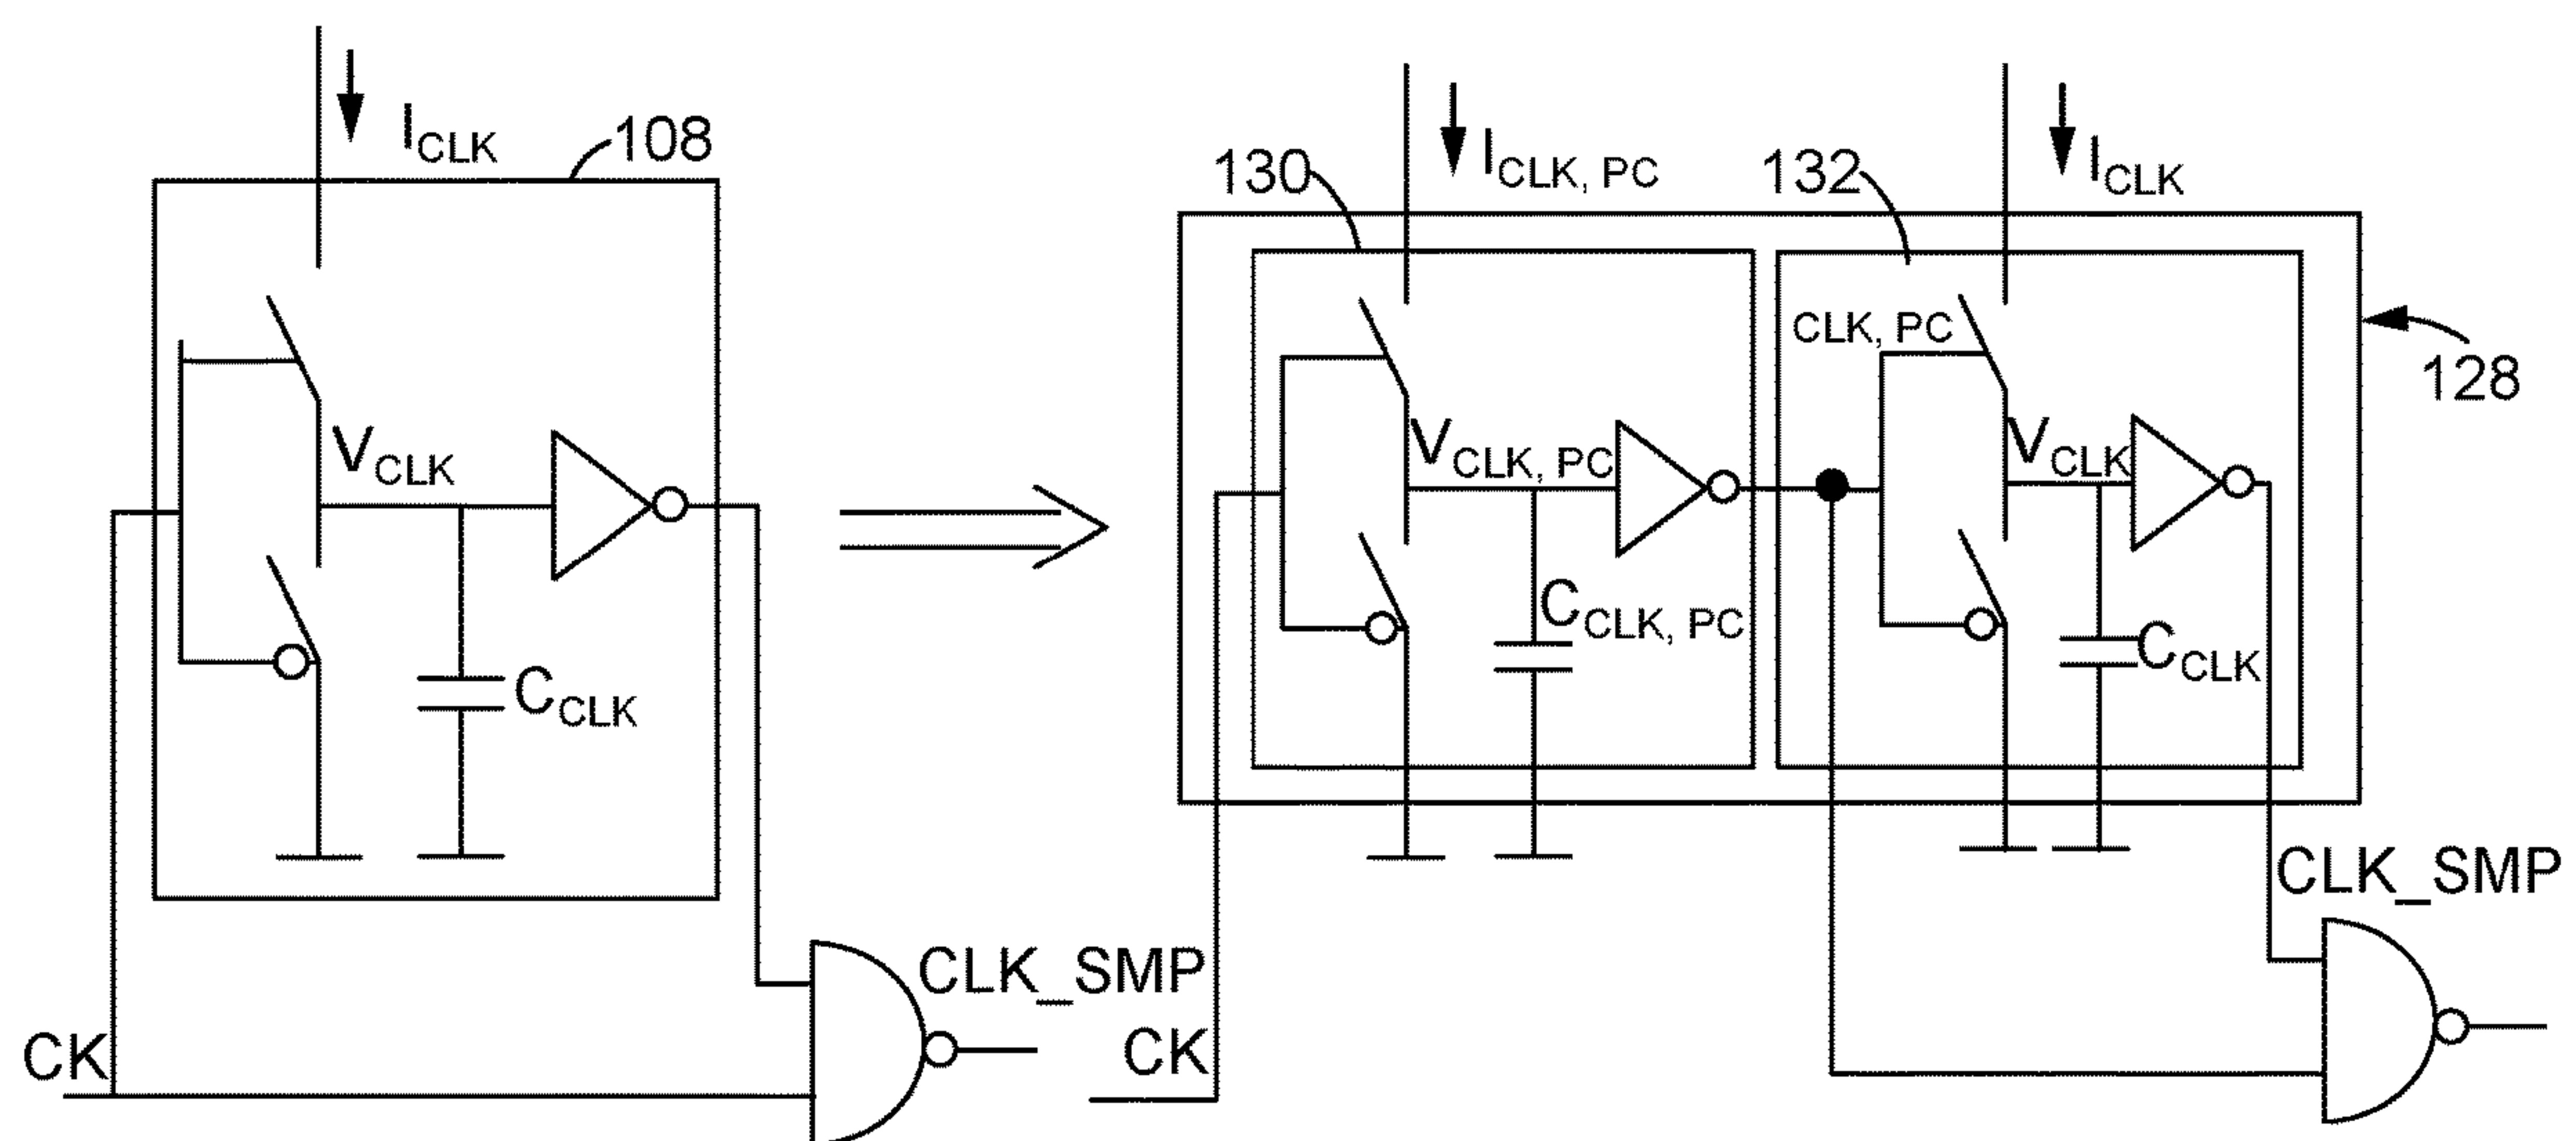 I_CLK
108
V_CLK
C_CLK
CLK_SMP
CK
130
I_CLK, PC
132
I_CLK
CLK, PC
128
V_CLK, PC
V_CLK
C_CLK, PC
C_CLK
CLK_SMP
CK